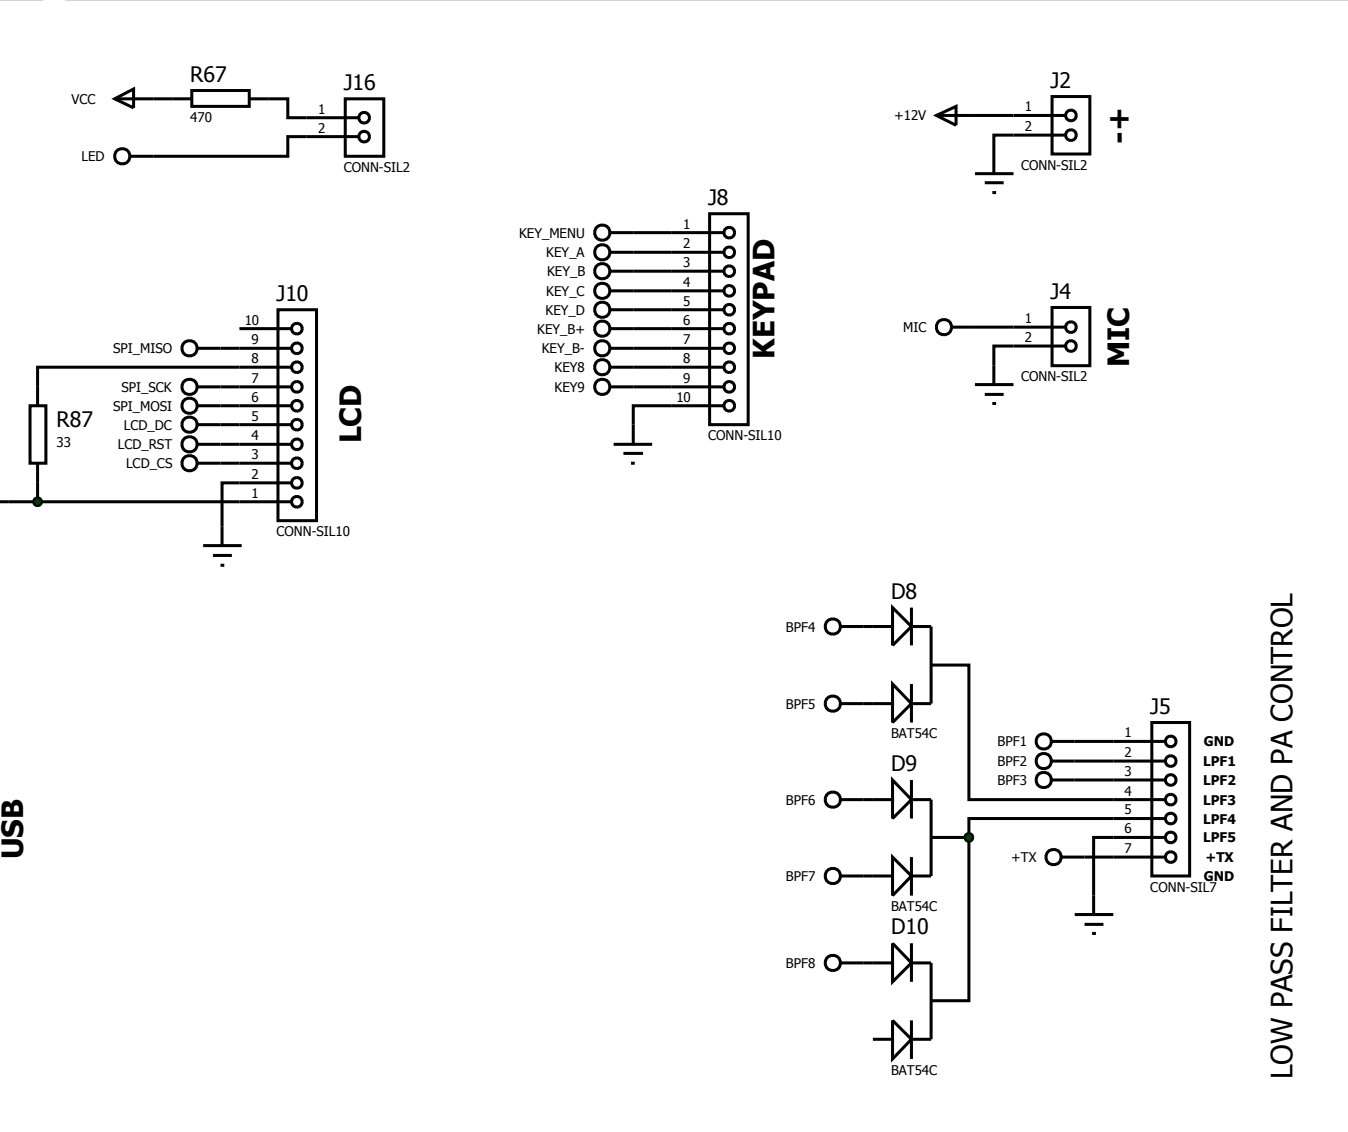 VCC
R67
470
1
2
J16
CONN-SIL2
LED
+12V
1
2
J2
CONN-SIL2
- +
J8
KEY_MENU 1
KEY_A 2
KEY_B 3
KEY_C 4
KEY_D 5
KEY_B+ 6
KEY_B- 7
KEY8 8
KEY9 9
10
KEYPAD
CONN-SIL10
J4
MIC 1
2
CONN-SIL2
MIC
J10
10
SPI_MISO 9
8
SPI_SCK 7
SPI_MOSI 6
LCD_DC 5
LCD_RST 4
LCD_CS 3
2
1
R87
33
LCD
CONN-SIL10
USB
D8
BPF4
BPF5
BAT54C
D9
BPF6
BPF7
BAT54C
D10
BPF8
BAT54C
J5
BPF1 1 GND
BPF2 2 LPF1
BPF3 3 LPF2
4 LPF3
5 LPF4
6 LPF5
+TX 7 +TX
GND
CONN-SIL7
LOW PASS FILTER AND PA CONTROL